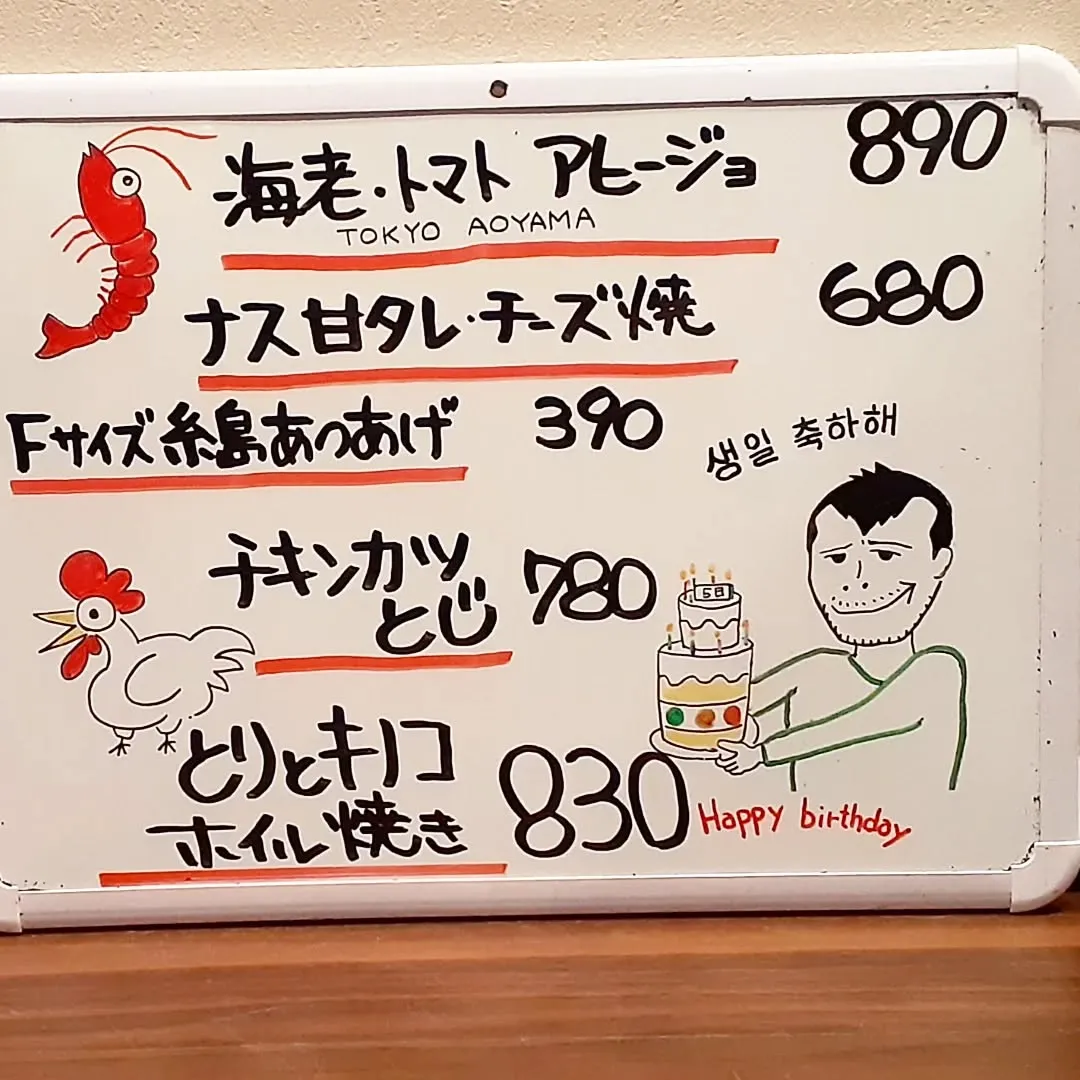 海老・トマト アヒージョ 890
TOKYO AOYAMA
ナス甘タレ・チーズ焼 680
Fサイズ糸島あつあげ 390
생일 축하해
チキンカツ
とじ 780
5日
とりとキノコ
ホイル焼き 830
Happy birthday